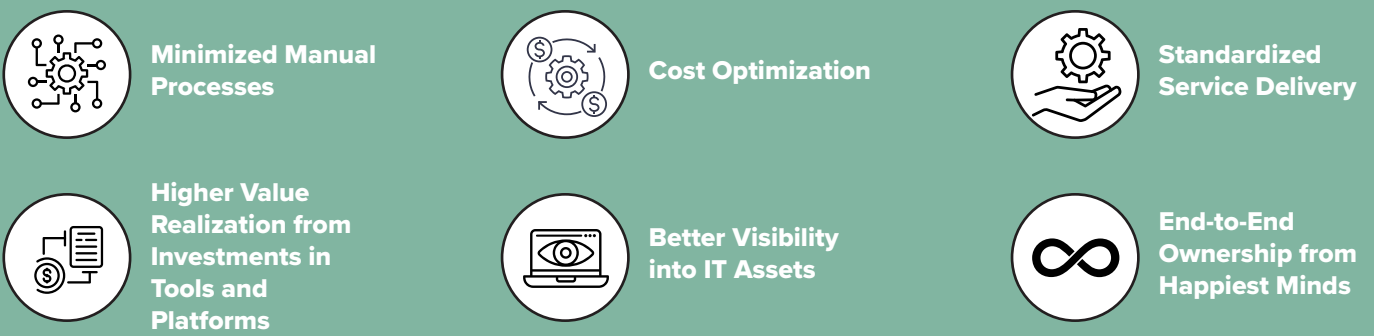 Minimized Manual
Processes
Cost Optimization
Standardized
Service Delivery
Higher Value
Realization from
Investments in
Tools and
Platforms
Better Visibility
into IT Assets
End-to-End
Ownership from
Happiest Minds